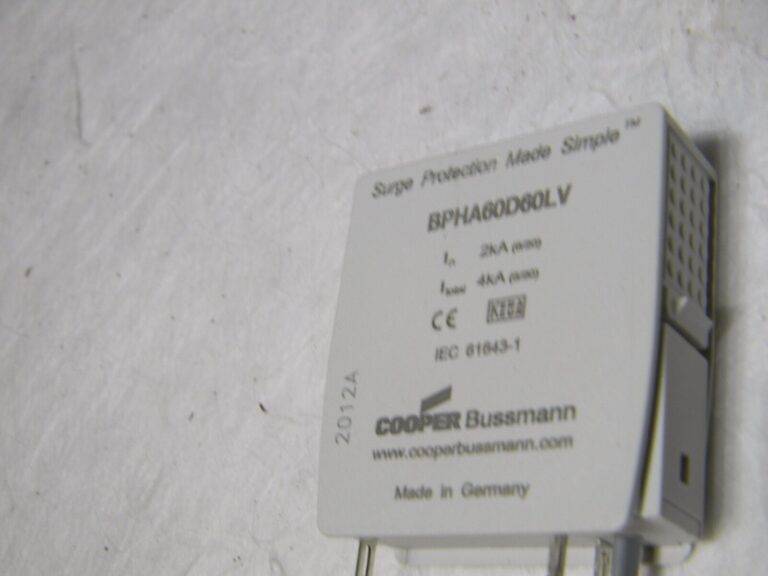 Surge Protection Made Simple™
BPHA60D60LV
In 2kA (8/20)
Itotal 4kA (8/20)
CE KEMA
IEC 61643-1
2012A
COOPER Bussmann
www.cooperbussmann.com
Made in Germany